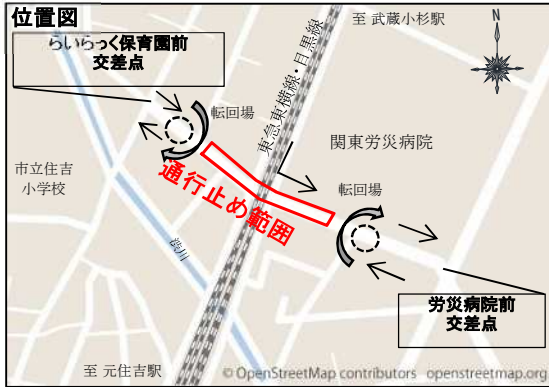 位置図
至 武蔵小杉駅
N
らいらっく保育園前
交差点
転回場
東急東横線・目黒線
関東労災病院
市立住吉
小学校
通行止め範囲
転回場
渋川
労災病院前
交差点
至 元住吉駅
© OpenStreetMap contributors openstreetmap.org